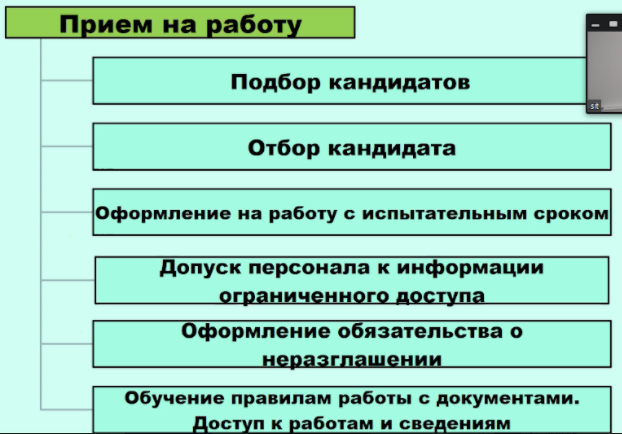 Прием на работу
Подбор кандидатов
Отбор кандидата
Оформление на работу с испытательным сроком
Допуск персонала к информации
ограниченного доступа
Оформление обязательства о
неразглашении
Обучение правилам работы с документами.
Доступ к работам и сведениям